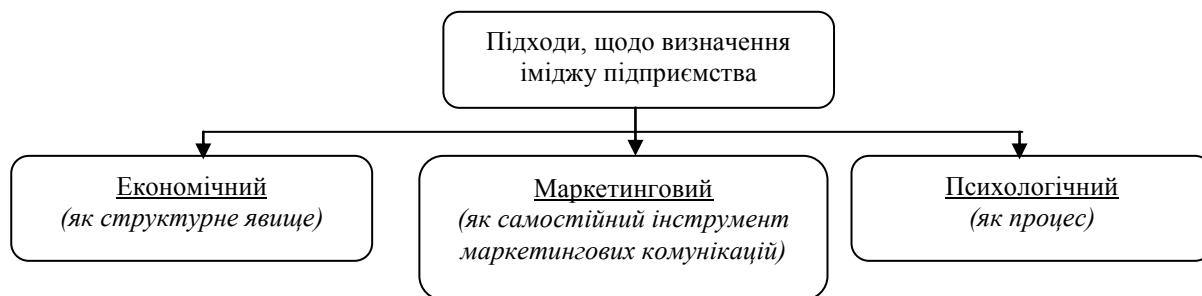 Підходи, щодо визначення
іміджу підприємства
Економічний
(як структурне явище)
Маркетинговий
(як самостійний інструмент
маркетингових комунікацій)
Психологічний
(як процес)